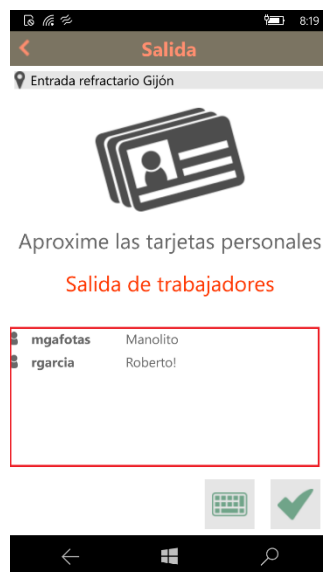 8:19
Salida
Entrada refractario Gijón
Aproxime las tarjetas personales
Salida de trabajadores
mgafotas Manolito
rgarcia Roberto!